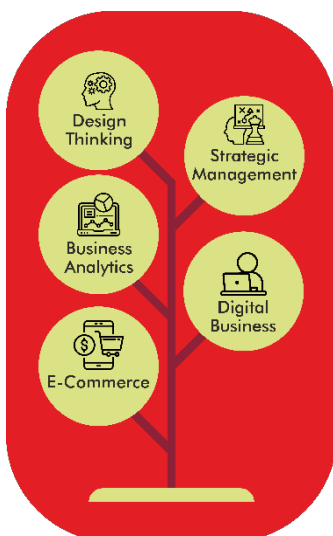 Design
Thinking
Strategic
Management
Business
Analytics
Digital
Business
$
E-Commerce